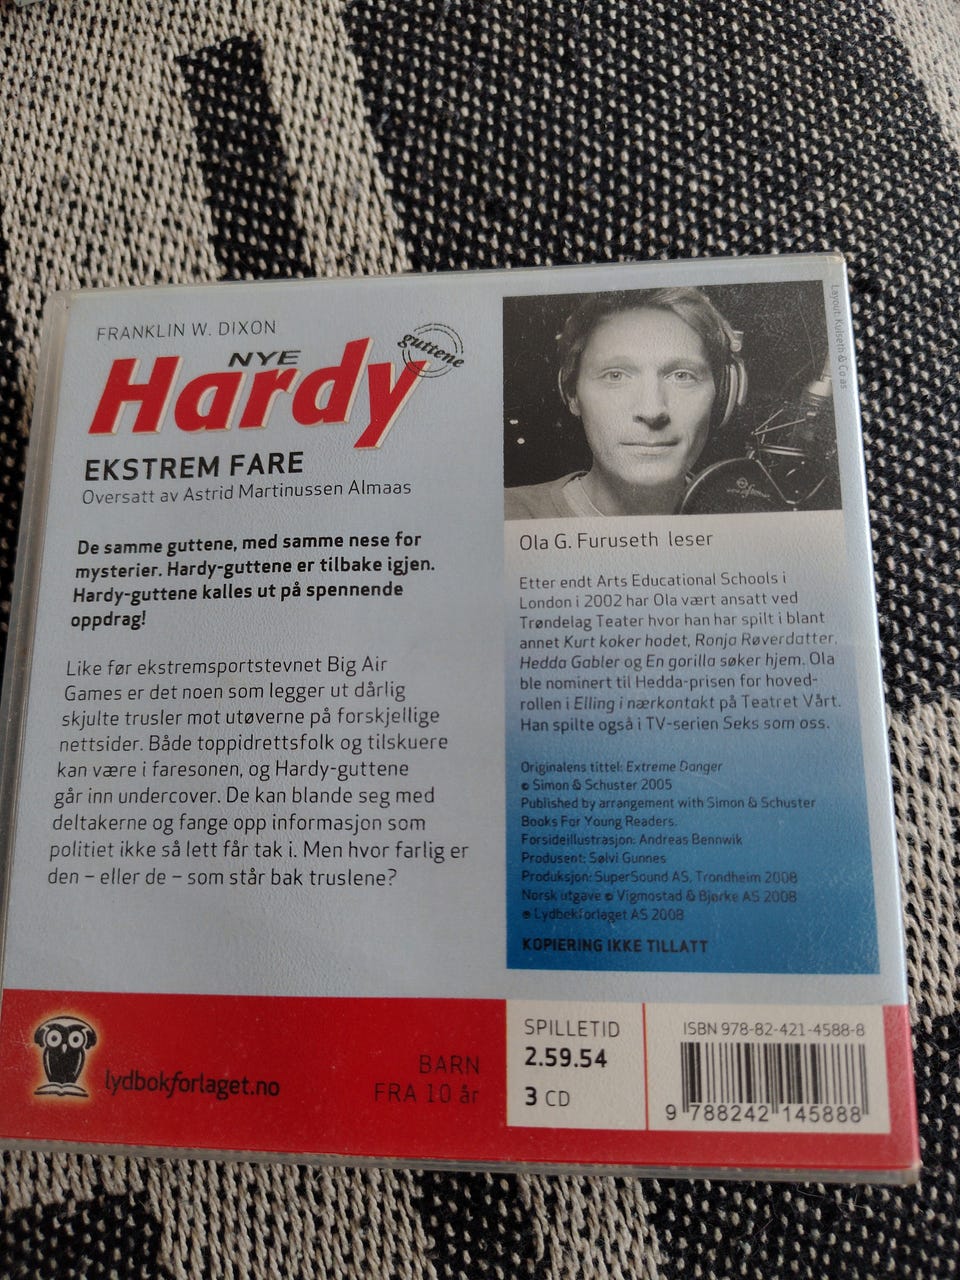 FRANKLIN W. DIXON
NYE
Hardy
guttene
EKSTREM FARE
Oversatt av Astrid Martinussen Almaas
De samme guttene, med samme nese for
mysterier. Hardy-guttene er tilbake igjen.
Hardy-guttene kalles ut på spennende
oppdrag!
Like før ekstremsportstevnet Big Air
Games er det noen som legger ut dårlig
skjulte trusler mot utøverne på forskjellige
nettsider. Både toppidrettsfolk og tilskuere
kan være i faresonen, og Hardy-guttene
går inn undercover. De kan blande seg med
deltakerne og fange opp informasjon som
politiet ikke så lett får tak i. Men hvor farlig er
den – eller de – som står bak truslene?
Layout: Kulseth & Co as
Ola G. Furuseth leser
Etter endt Arts Educational Schools i
London i 2002 har Ola vært ansatt ved
Trøndelag Teater hvor han har spilt i blant
annet Kurt koker hodet, Ronja Røverdatter,
Hedda Gabler og En gorilla søker hjem. Ola
ble nominert til Hedda-prisen for hoved-
rollen i Elling i nærkontakt på Teatret Vårt.
Han spilte også i TV-serien Seks som oss.
Originalens tittel: Extreme Danger
© Simon & Schuster 2005
Published by arrangement with Simon & Schuster
Books For Young Readers.
Forsideillustrasjon: Andreas Bennwik
Produsent: Sølvi Gunnes
Produksjon: SuperSound AS, Trondheim 2008
Norsk utgave © Vigmostad & Bjørke AS 2008
℗ Lydbokforlaget AS 2008
KOPIERING IKKE TILLATT
lydbokforlaget.no
BARN
FRA 10 år
SPILLETID
2.59.54
3 CD
ISBN 978-82-421-4588-8
9 788242 145888